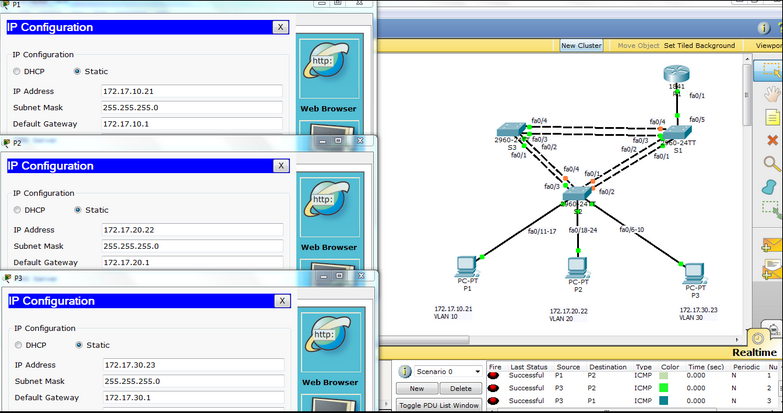 P1
IP Configuration
X
IP Configuration
DHCP
Static
IP Address
172.17.10.21
Subnet Mask
255.255.255.0
Default Gateway
172.17.10.1
http:
Web Browser
P2
IP Configuration
X
IP Configuration
DHCP
Static
IP Address
172.17.20.22
Subnet Mask
255.255.255.0
Default Gateway
172.17.20.1
http:
Web Browser
P3
IP Configuration
X
IP Configuration
DHCP
Static
IP Address
172.17.30.23
Subnet Mask
255.255.255.0
Default Gateway
172.17.30.1
http:
Web Browser
New Cluster
Move Object
Set Tiled Background
Viewport
1841
fa0/1
fa0/5
fa0/4
2960-24TT
S1
fa0/3
fa0/2
fa0/1
fa0/4
2960-24TT
S3
fa0/3
fa0/2
fa0/1
fa0/4
fa0/3
fa0/1
fa0/2
2960-24TT
fa0/11-17
fa0/18-24
fa0/6-10
PC-PT
P1
PC-PT
P2
PC-PT
P3
172.17.10.21
VLAN 10
172.17.20.22
VLAN 20
172.17.30.23
VLAN 30
Realtime
Scenario 0
New
Delete
Toggle PDU List Window
Fire Last Status Source Destination Type Color Time (sec) Periodic Nu
Successful P1 P2 ICMP 0.000 N 1
Successful P3 P2 ICMP 0.000 N 2
Successful P3 P1 ICMP 0.000 N 3